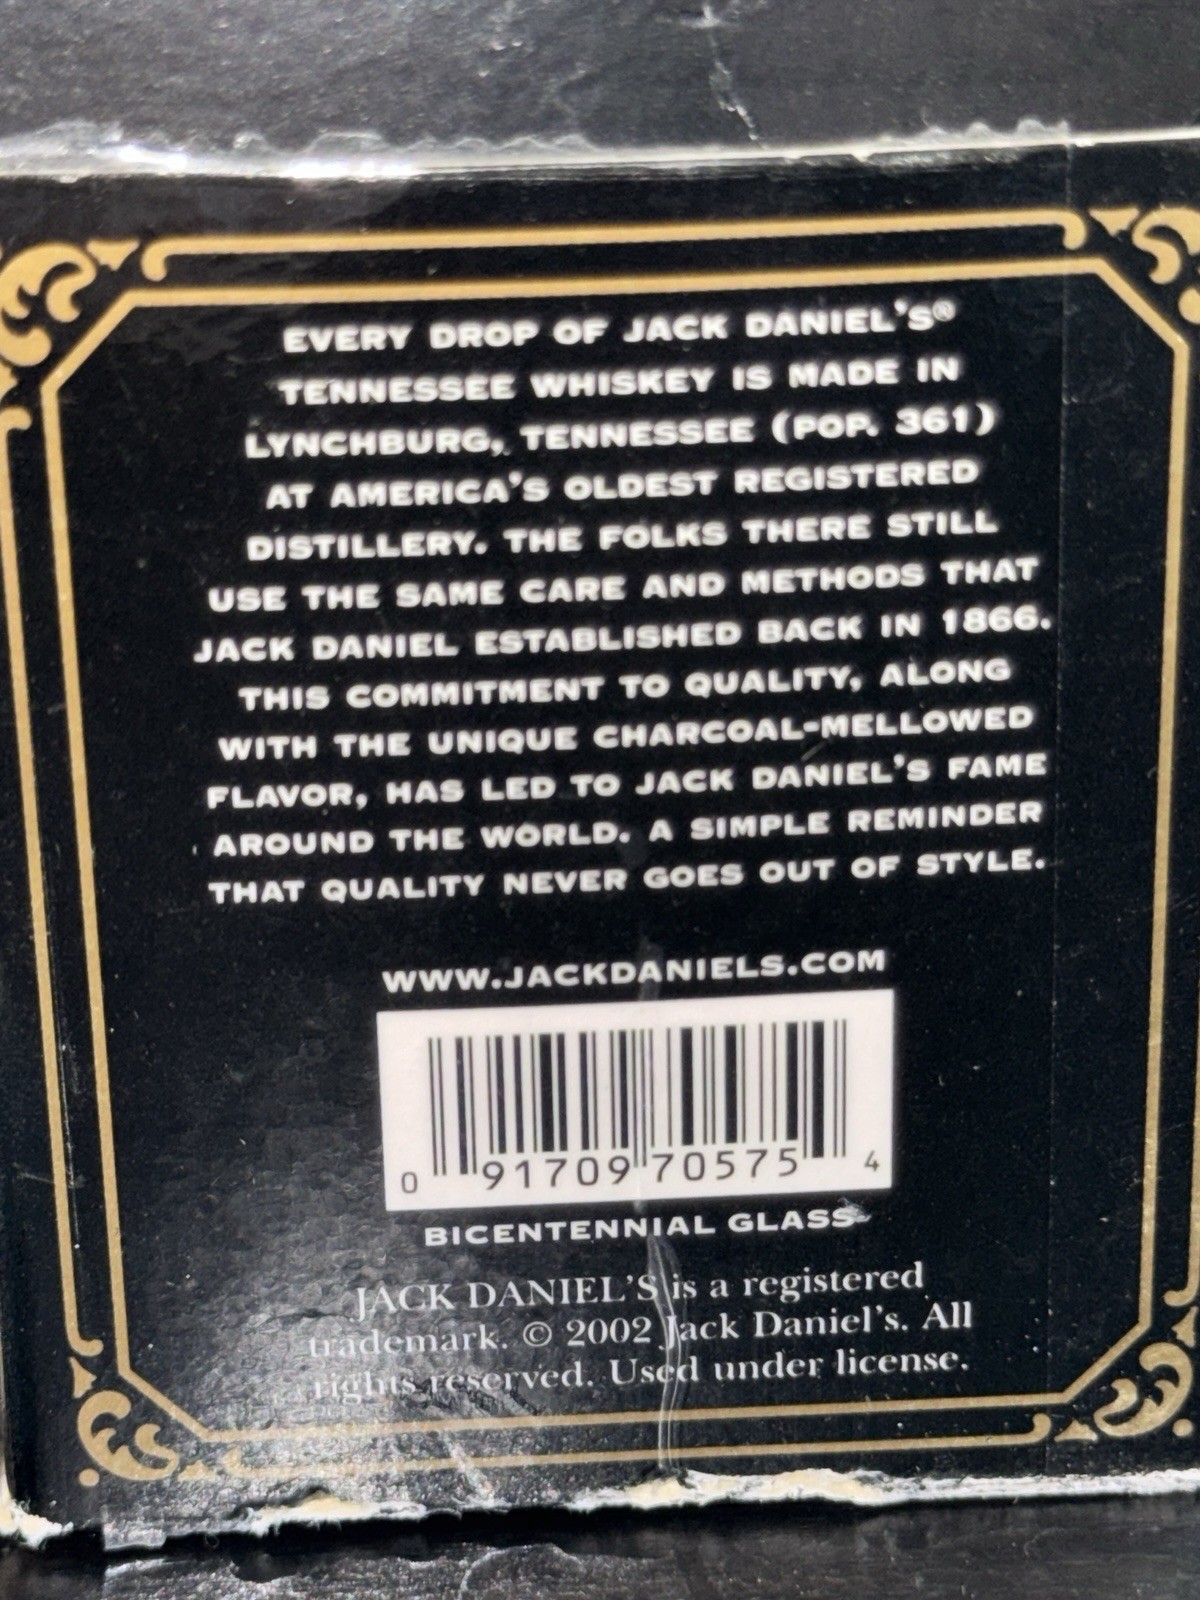 EVERY DROP OF JACK DANIEL'S®
TENNESSEE WHISKEY IS MADE IN
LYNCHBURG, TENNESSEE (POP. 361)
AT AMERICA'S OLDEST REGISTERED
DISTILLERY. THE FOLKS THERE STILL
USE THE SAME CARE AND METHODS THAT
JACK DANIEL ESTABLISHED BACK IN 1866.
THIS COMMITMENT TO QUALITY, ALONG
WITH THE UNIQUE CHARCOAL-MELLOWED
FLAVOR, HAS LED TO JACK DANIEL'S FAME
AROUND THE WORLD. A SIMPLE REMINDER
THAT QUALITY NEVER GOES OUT OF STYLE.
WWW.JACKDANIELS.COM
0 91709 70575 4
BICENTENNIAL GLASS
JACK DANIEL'S is a registered
trademark. © 2002 Jack Daniel's. All
rights reserved. Used under license.